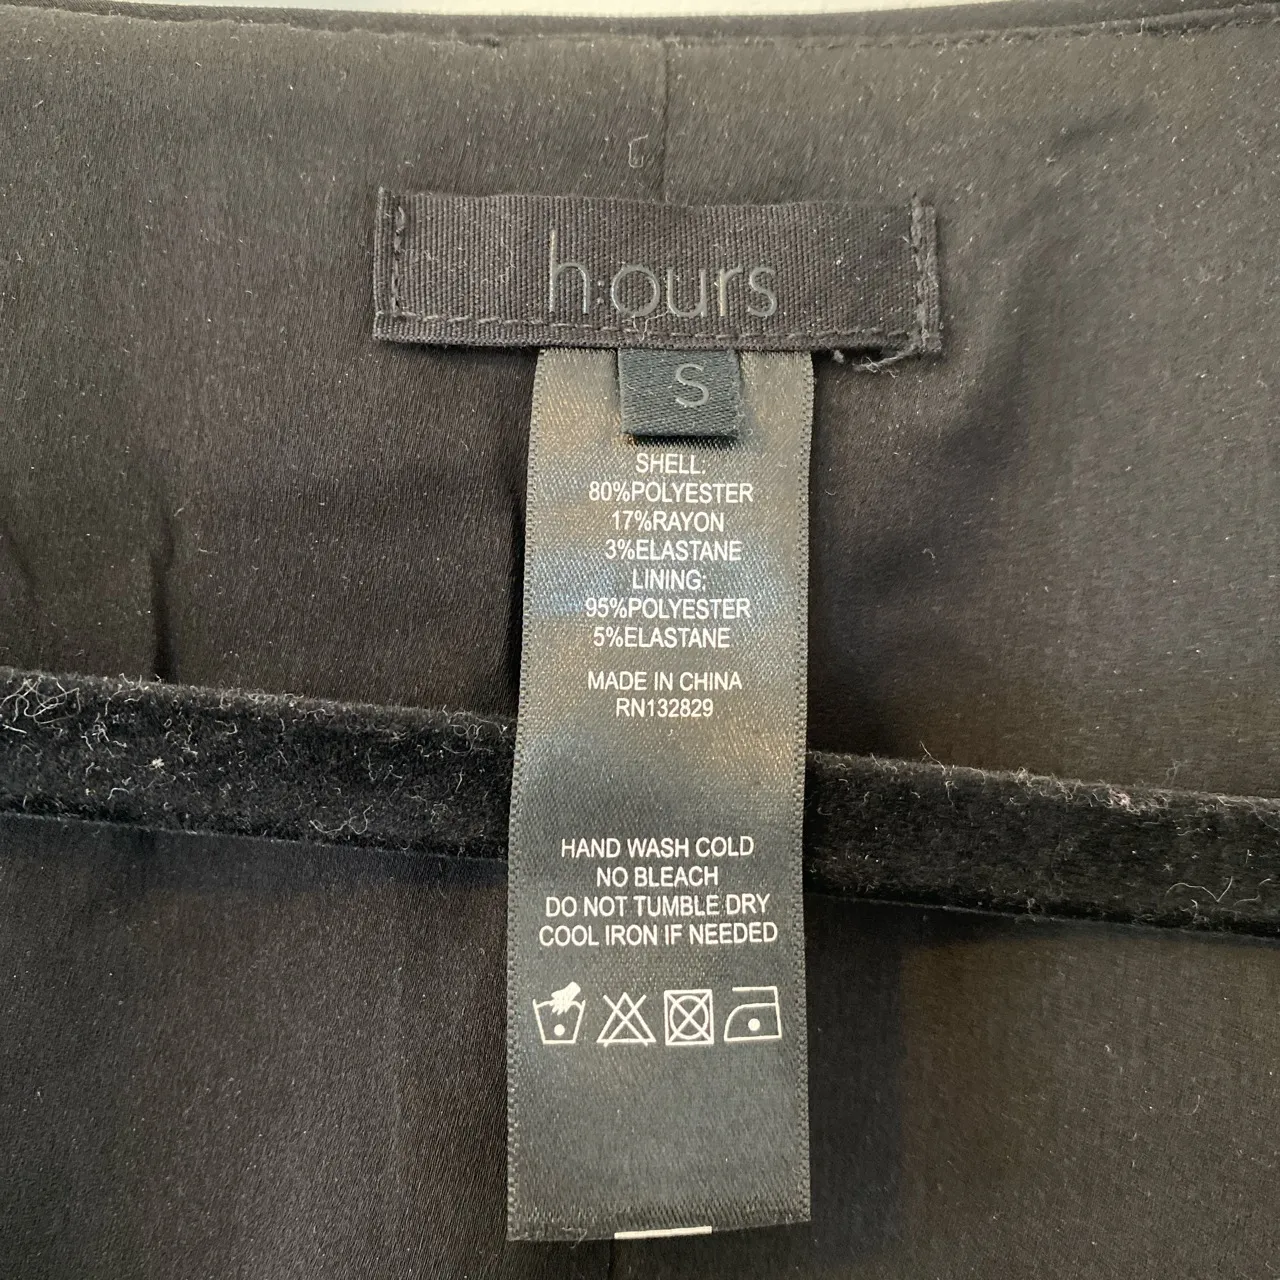 h:ours
S
SHELL:
80%POLYESTER
17%RAYON
3%ELASTANE
LINING:
95%POLYESTER
5%ELASTANE
MADE IN CHINA
RN132829
HAND WASH COLD
NO BLEACH
DO NOT TUMBLE DRY
COOL IRON IF NEEDED